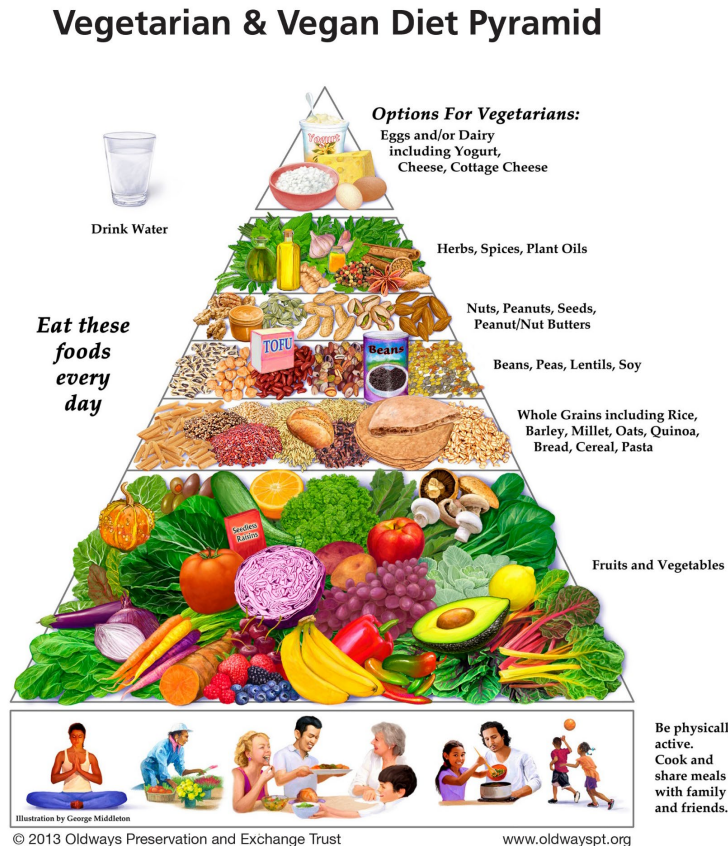 Vegetarian & Vegan Diet Pyramid
Options For Vegetarians:
Eggs and/or Dairy
including Yogurt,
Cheese, Cottage Cheese
Yogurt
Drink Water
Herbs, Spices, Plant Oils
Eat these
foods
every
day
Nuts, Peanuts, Seeds,
Peanut/Nut Butters
TOFU
Beans
Beans, Peas, Lentils, Soy
Whole Grains including Rice,
Barley, Millet, Oats, Quinoa,
Bread, Cereal, Pasta
Seedless
Raisins
Fruits and Vegetables
Be physicall
active.
Cook and
share meals
with family
and friends.
Illustration by George Middleton
© 2013 Oldways Preservation and Exchange Trust
www.oldwayspt.org